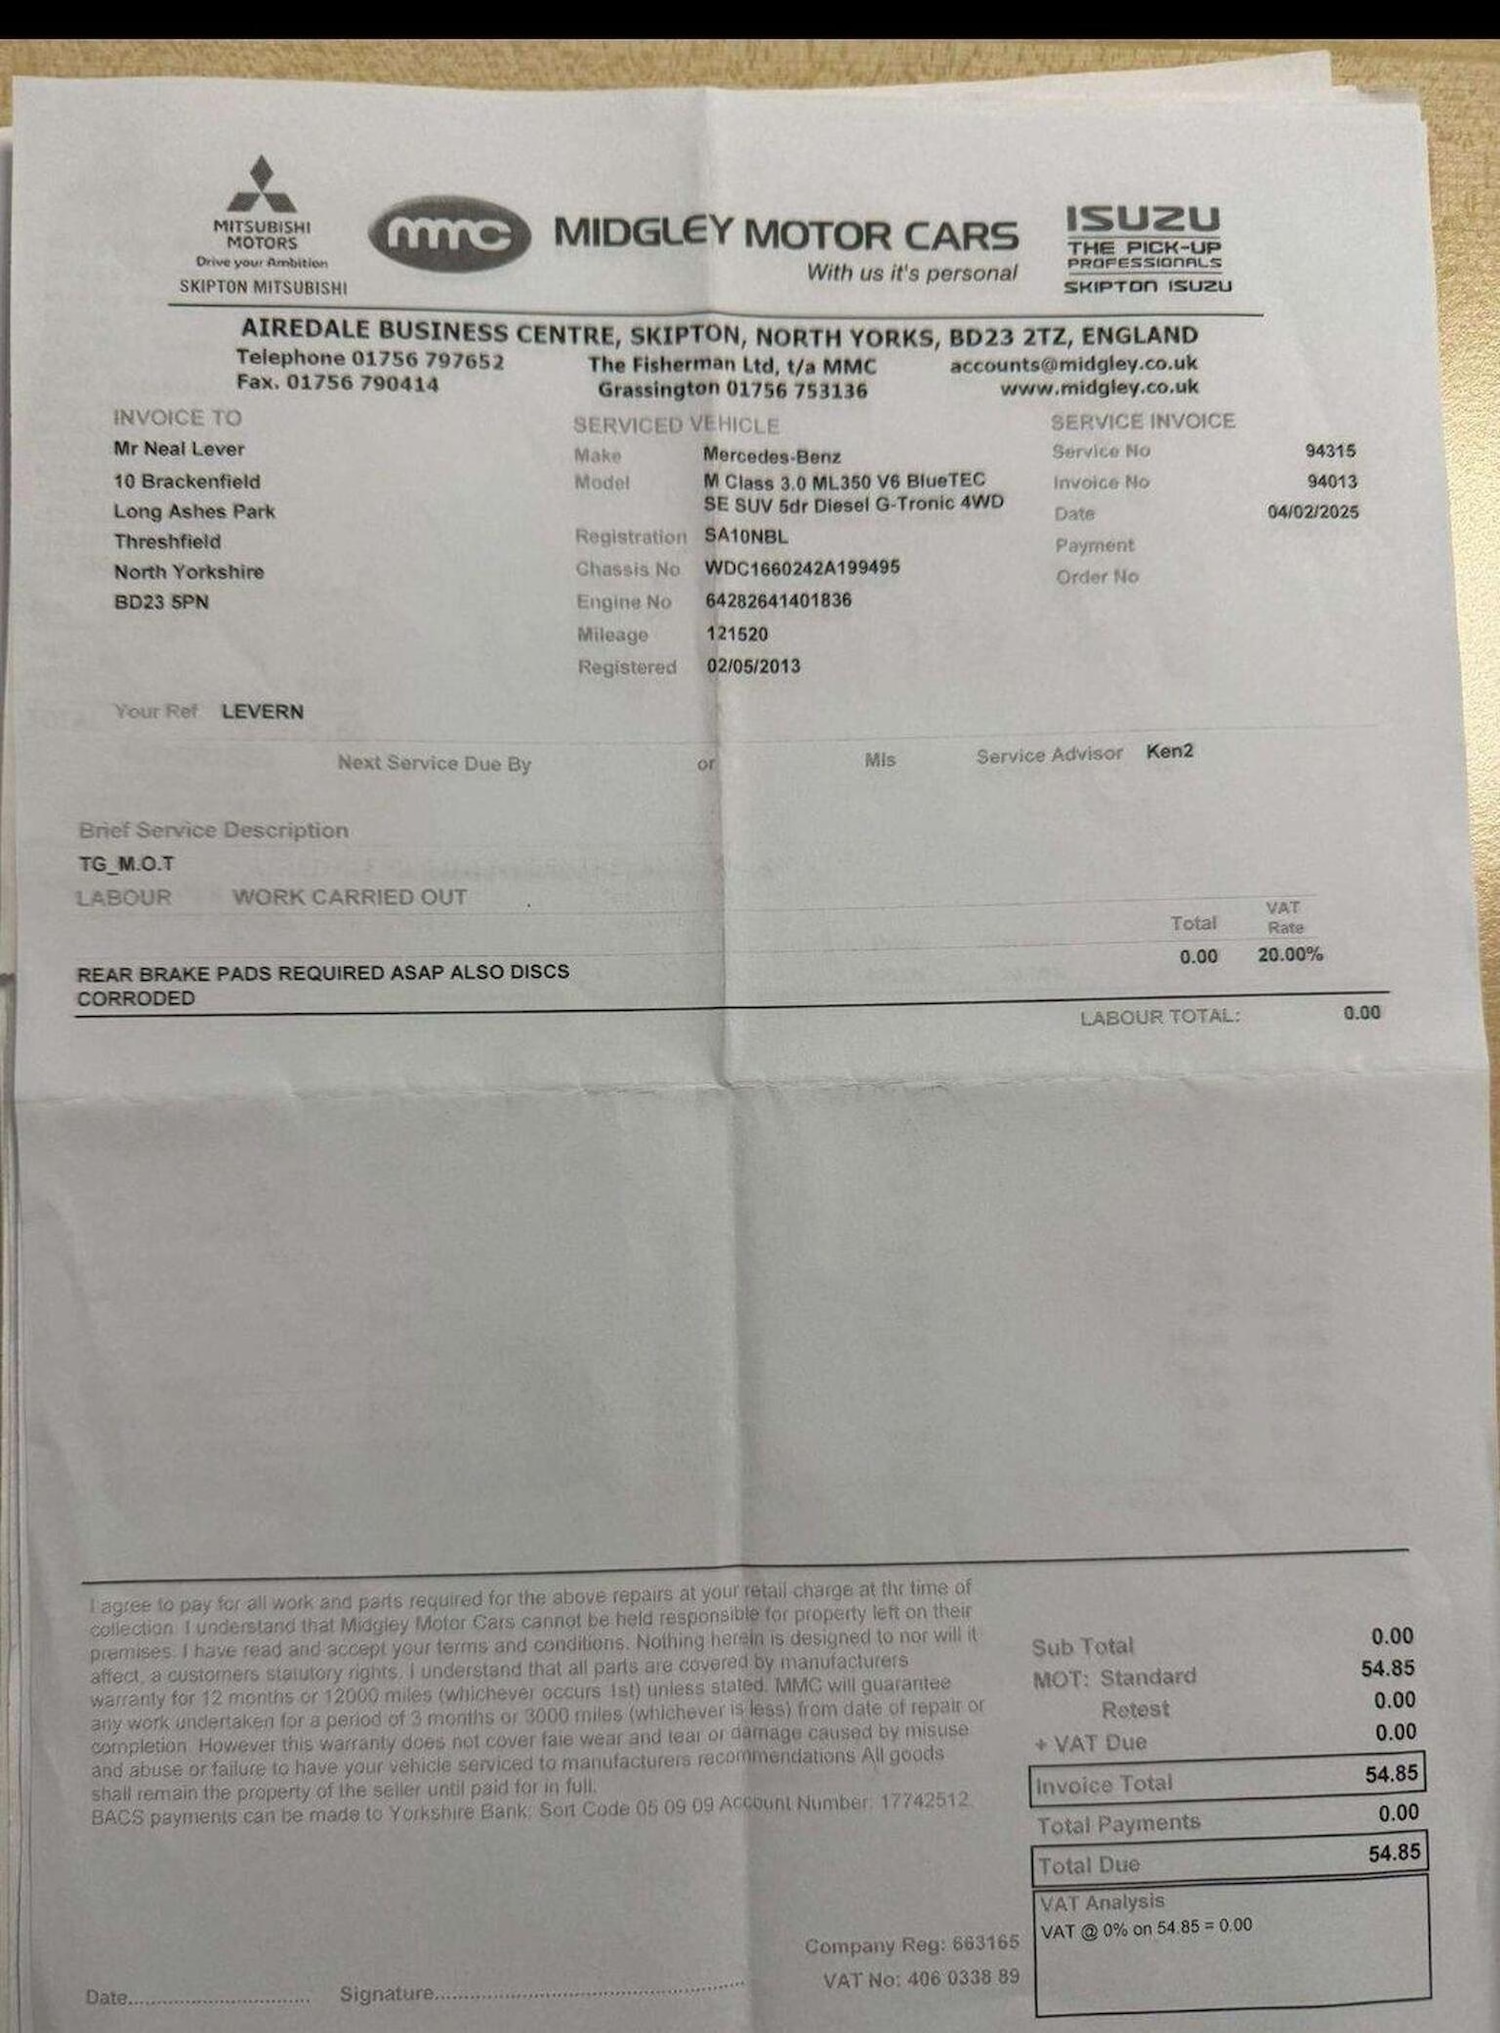 MITSUBISHI
MOTORS
Drive your Ambition
SKIPTON MITSUBISHI
mmc
MIDGLEY MOTOR CARS
With us it's personal
ISUZU
THE PICK-UP
PROFESSIONALS
SKIPTON ISUZU
AIREDALE BUSINESS CENTRE, SKIPTON, NORTH YORKS, BD23 2TZ, ENGLAND
Telephone 01756 797652 The Fisherman Ltd, t/a MMC accounts@midgley.co.uk
Fax. 01756 790414 Grassington 01756 753136 www.midgley.co.uk
INVOICE TO
Mr Neal Lever
10 Brackenfield
Long Ashes Park
Threshfield
North Yorkshire
BD23 5PN
SERVICED VEHICLE
Make Mercedes-Benz
Model M Class 3.0 ML350 V6 BlueTEC
SE SUV 5dr Diesel G-Tronic 4WD
Registration SA10NBL
Chassis No WDC1660242A199495
Engine No 64282641401836
Mileage 121520
Registered 02/05/2013
SERVICE INVOICE
Service No 94315
Invoice No 94013
Date 04/02/2025
Payment
Order No
Your Ref LEVERN
Next Service Due By or Mls Service Advisor Ken2
Brief Service Description
TG_M.O.T
LABOUR WORK CARRIED OUT
Total VAT
Rate
0.00 20.00%
REAR BRAKE PADS REQUIRED ASAP ALSO DISCS
CORRODED
LABOUR TOTAL: 0.00
I agree to pay for all work and parts required for the above repairs at your retail charge at thr time of
collection. I understand that Midgley Motor Cars cannot be held responsible for property left on their
premises. I have read and accept your terms and conditions. Nothing herein is designed to nor will it
affect, a customers statutory rights. I understand that all parts are covered by manufacturers
warranty for 12 months or 12000 miles (whichever occurs 1st) unless stated. MMC will guarantee
any work undertaken for a period of 3 months or 3000 miles (whichever is less) from date of repair or
completion. However this warranty does not cover faie wear and tear or damage caused by misuse
and abuse or failure to have your vehicle serviced to manufacturers recommendations All goods
shall remain the property of the seller until paid for in full.
BACS payments can be made to Yorkshire Bank: Sort Code 05 09 09 Account Number: 17742512
Sub Total 0.00
MOT: Standard 54.85
Retest 0.00
+ VAT Due 0.00
Invoice Total 54.85
Total Payments 0.00
Total Due 54.85
VAT Analysis
VAT @ 0% on 54.85 = 0.00
Company Reg: 663165
VAT No: 406 0338 89
Date.............................. Signature..................................................